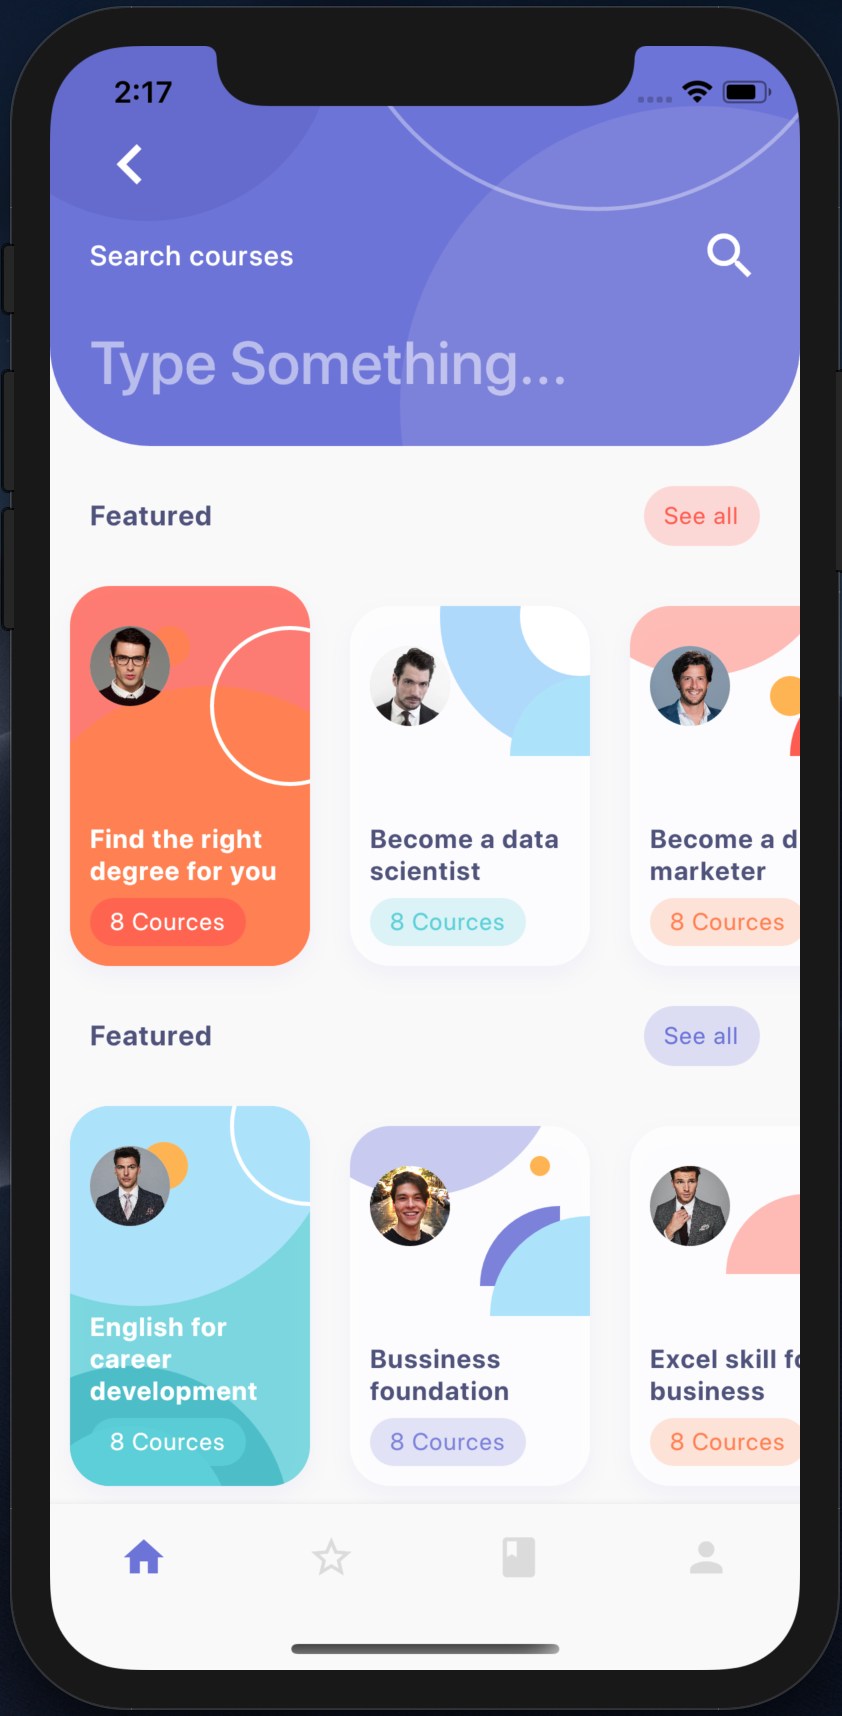 2:17
Search courses
Type Something...
Featured
See all
Find the right
degree for you
8 Cources
Become a data
scientist
8 Cources
Become a d
marketer
8 Cources
Featured
See all
English for
career
development
8 Cources
Bussiness
foundation
8 Cources
Excel skill fo
business
8 Cources